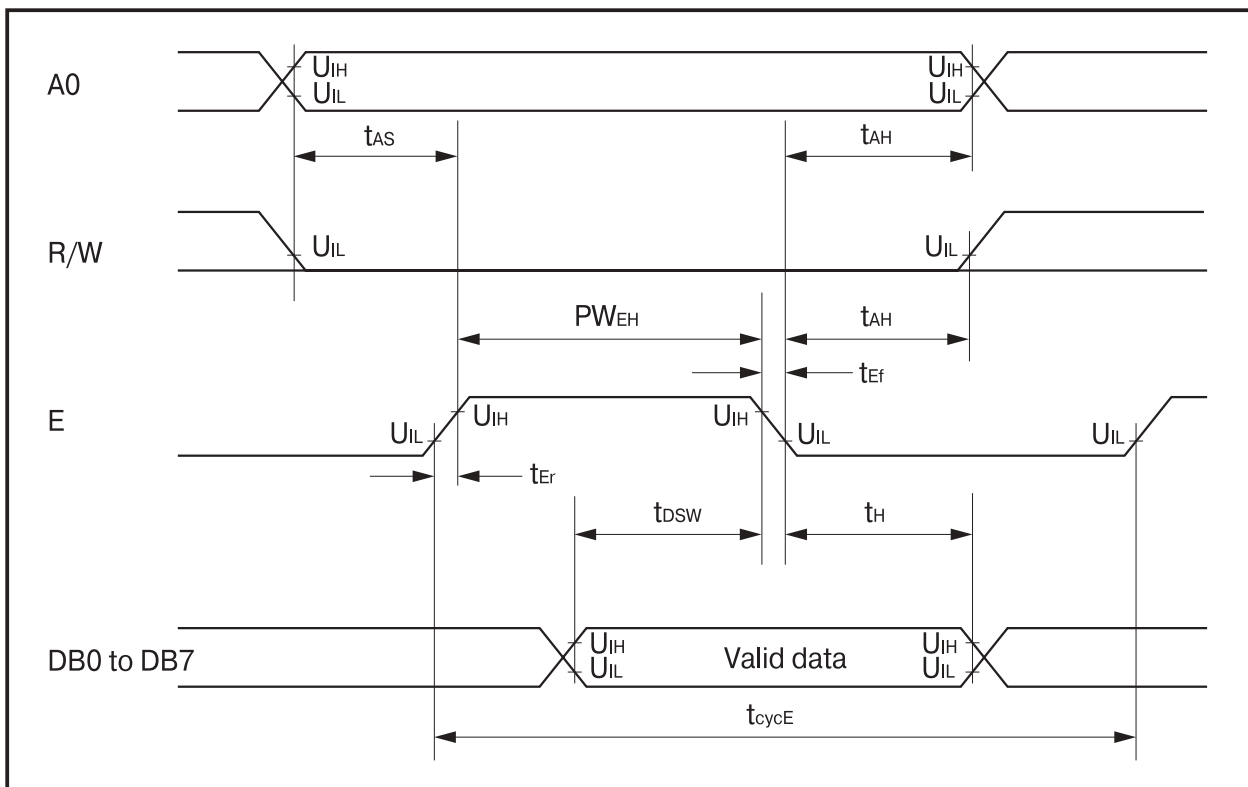 A0
UIH
UIL
UIH
UIL
tAS
tAH
R/W
UIL
UIL
PWEH
tAH
tEf
E
UIL
UIH
UIH
UIL
UIL
tEr
tDSW
tH
DB0 to DB7
UIH
UIL
Valid data
UIH
UIL
tcycE